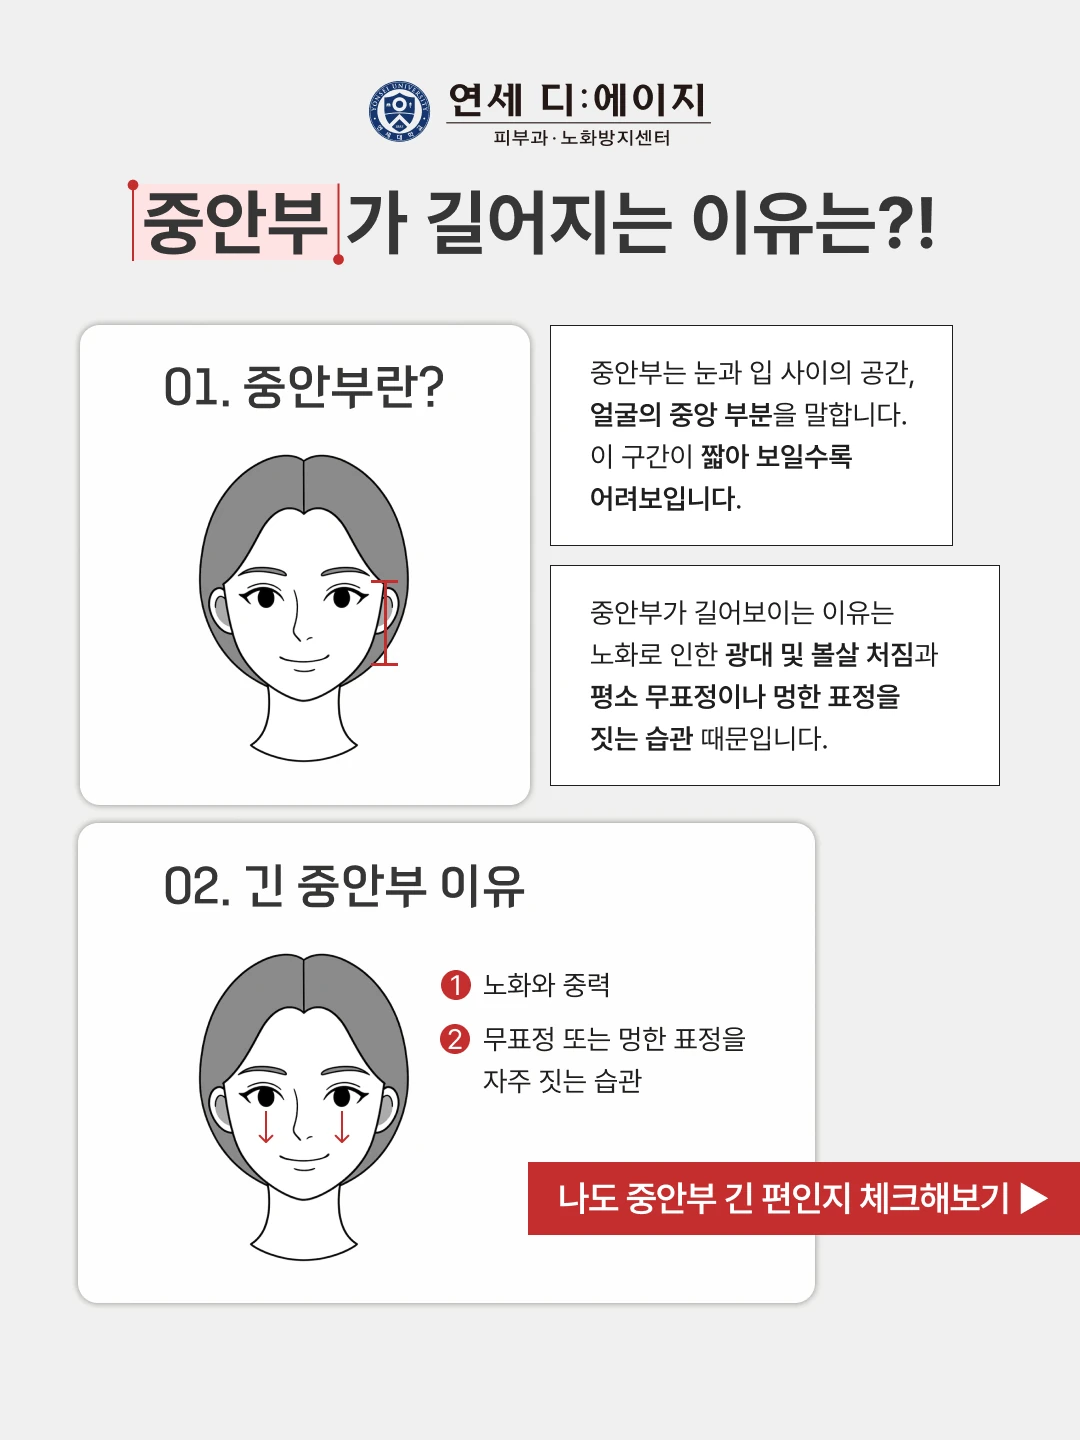 YONSEI UNIVERSITY
연세대학교
연세 디:에이지
피부과·노화방지센터
중안부가 길어지는 이유는?!
01. 중안부란?
중안부는 눈과 입 사이의 공간,
얼굴의 중앙 부분을 말합니다.
이 구간이 짧아 보일수록
어려보입니다.
중안부가 길어보이는 이유는
노화로 인한 광대 및 볼살 처짐과
평소 무표정이나 멍한 표정을
짓는 습관 때문입니다.
02. 긴 중안부 이유
1 노화와 중력
2 무표정 또는 멍한 표정을
자주 짓는 습관
나도 중안부 긴 편인지 체크해보기 ▶